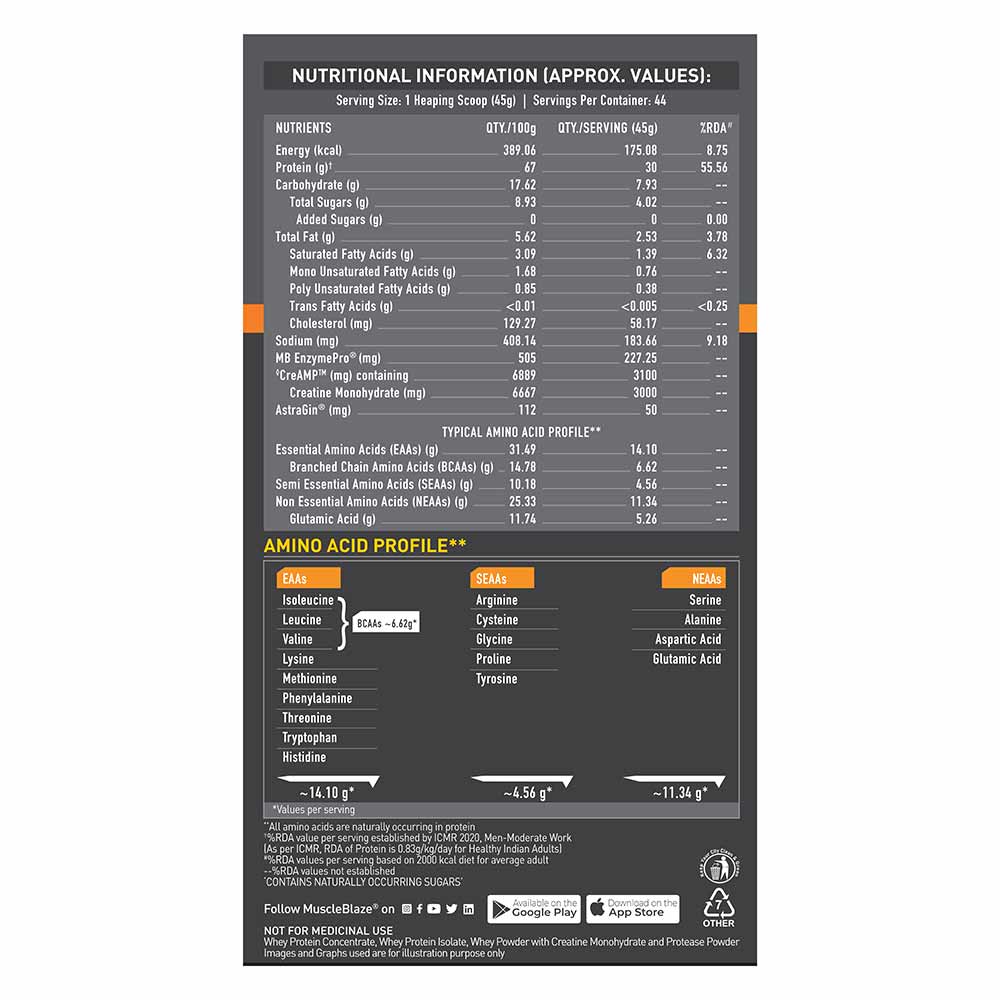 NUTRITIONAL INFORMATION (APPROX. VALUES):
Serving Size: 1 Heaping Scoop (45g) | Servings Per Container: 44
NUTRIENTS QTY./100g QTY./SERVING (45g) %RDA#
Energy (kcal) 389.06 175.08 8.75
Protein (g)† 67 30 55.56
Carbohydrate (g) 17.62 7.93 --
Total Sugars (g) 8.93 4.02 --
Added Sugars (g) 0 0 0.00
Total Fat (g) 5.62 2.53 3.78
Saturated Fatty Acids (g) 3.09 1.39 6.32
Mono Unsaturated Fatty Acids (g) 1.68 0.76 --
Poly Unsaturated Fatty Acids (g) 0.85 0.38 --
Trans Fatty Acids (g) <0.01 <0.005 <0.25
Cholesterol (mg) 129.27 58.17 --
Sodium (mg) 408.14 183.66 9.18
MB EnzymePro® (mg) 505 227.25 --
◊CreAMP™ (mg) containing 6889 3100 --
Creatine Monohydrate (mg) 6667 3000 --
AstraGin® (mg) 112 50 --
TYPICAL AMINO ACID PROFILE**
Essential Amino Acids (EAAs) (g) 31.49 14.10 --
Branched Chain Amino Acids (BCAAs) (g) 14.78 6.62 --
Semi Essential Amino Acids (SEAAs) (g) 10.18 4.56 --
Non Essential Amino Acids (NEAAs) (g) 25.33 11.34 --
Glutamic Acid (g) 11.74 5.26 --
AMINO ACID PROFILE**
EAAs SEAAs NEAAs
Isoleucine Arginine Serine
Leucine BCAAs ~6.62g* Cysteine Alanine
Valine Glycine Aspartic Acid
Lysine Proline Glutamic Acid
Methionine Tyrosine
Phenylalanine
Threonine
Tryptophan
Histidine
~14.10 g* ~4.56 g* ~11.34 g*
*Values per serving
**All amino acids are naturally occurring in protein
†%RDA value per serving established by ICMR 2020, Men-Moderate Work
(As per ICMR, RDA of Protein is 0.83g/kg/day for Healthy Indian Adults)
#%RDA values per serving based on 2000 kcal diet for average adult
--%RDA values not established
'CONTAINS NATURALLY OCCURRING SUGARS'
Keep Your City Clean & Green
Follow MuscleBlaze® on
Available on the Google Play
Download on the App Store
7
OTHER
NOT FOR MEDICINAL USE
Whey Protein Concentrate, Whey Protein Isolate, Whey Powder with Creatine Monohydrate and Protease Powder
Images and Graphs used are for illustration purpose only